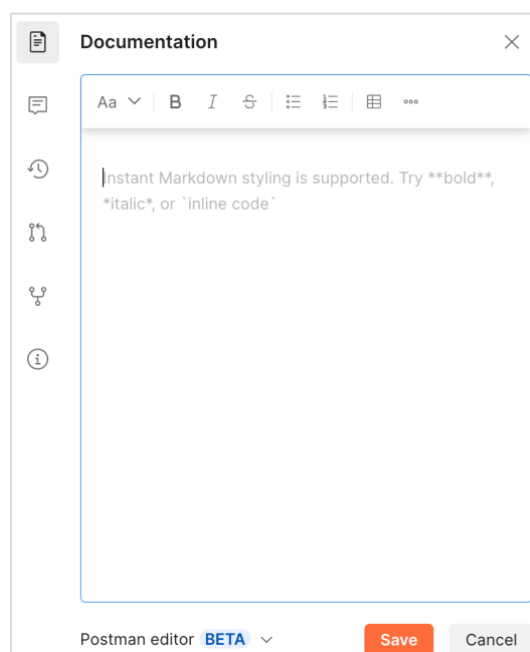 Documentation
Aa B I S
Instant Markdown styling is supported. Try **bold**,
*italic*, or `inline code`
Postman editor BETA Save Cancel